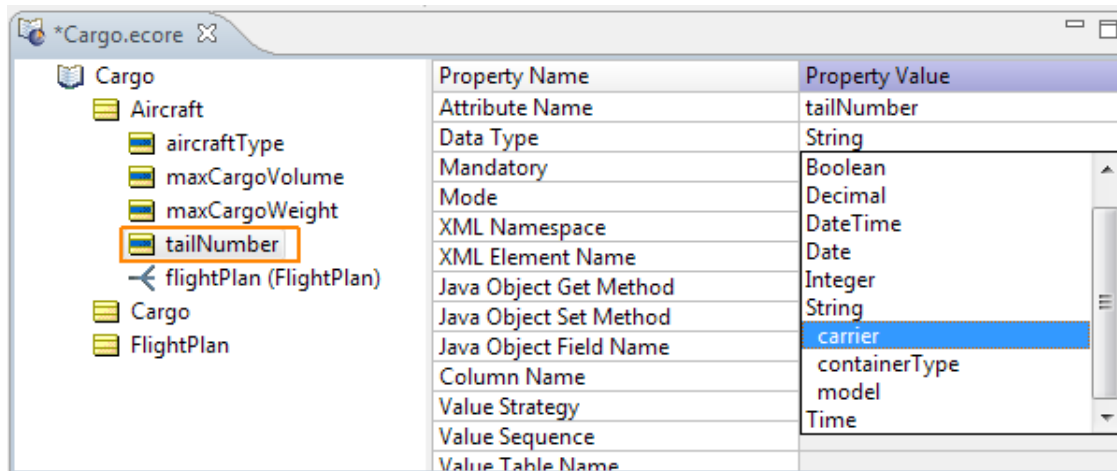 *Cargo.ecore
Cargo
Aircraft
aircraftType
maxCargoVolume
maxCargoWeight
tailNumber
flightPlan (FlightPlan)
Cargo
FlightPlan
Property Name Property Value
Attribute Name tailNumber
Data Type String
Mandatory
Mode
XML Namespace
XML Element Name
Java Object Get Method
Java Object Set Method
Java Object Field Name
Column Name
Value Strategy
Value Sequence
Value Table Name
Boolean
Decimal
DateTime
Date
Integer
String
carrier
containerType
model
Time